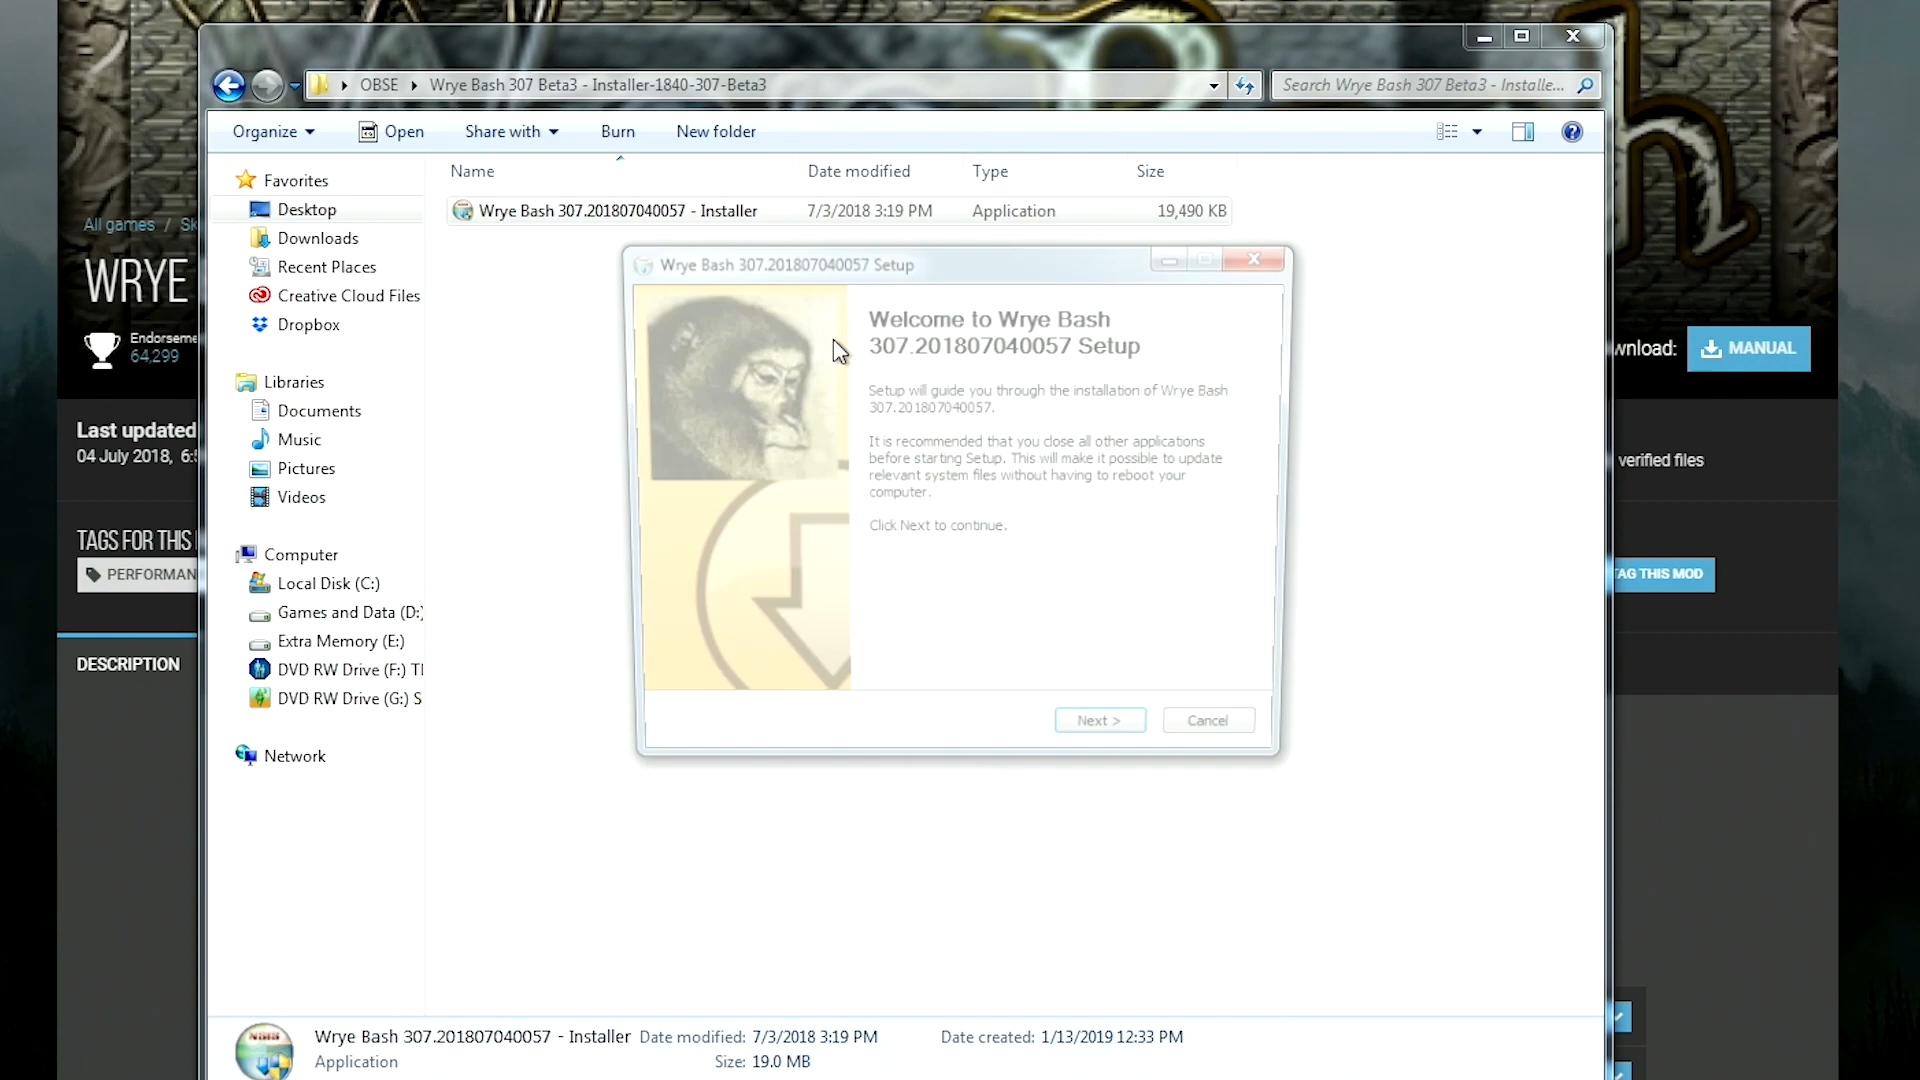 OBSE
Wrye Bash 307 Beta3 - Installer-1840-307-Beta3
Search Wrye Bash 307 Beta3 - Installe...
Organize
Open
Share with
Burn
New folder
Name
Date modified
Type
Size
Wrye Bash 307.201807040057 - Installer
7/3/2018 3:19 PM
Application
19,490 KB
Favorites
Desktop
Downloads
Recent Places
Creative Cloud Files
Dropbox
Libraries
Documents
Music
Pictures
Videos
Computer
Local Disk (C:)
Games and Data (D:)
Extra Memory (E:)
DVD RW Drive (F:) TI
DVD RW Drive (G:) S
Network
Wrye Bash 307.201807040057 Setup
Welcome to Wrye Bash
307.201807040057 Setup
Setup will guide you through the installation of Wrye Bash
307.201807040057.
It is recommended that you close all other applications
before starting Setup. This will make it possible to update
relevant system files without having to reboot your
computer.
Click Next to continue.
Next >
Cancel
All games / Sk
WRYE
Endorseme
64,299
Last updated
04 July 2018, 6:5
TAGS FOR THIS
PERFORMAN
DESCRIPTION
wnload:
MANUAL
verified files
TAG THIS MOD
Wrye Bash 307.201807040057 - Installer
Date modified: 7/3/2018 3:19 PM
Date created: 1/13/2019 12:33 PM
Application
Size: 19.0 MB
NSIS